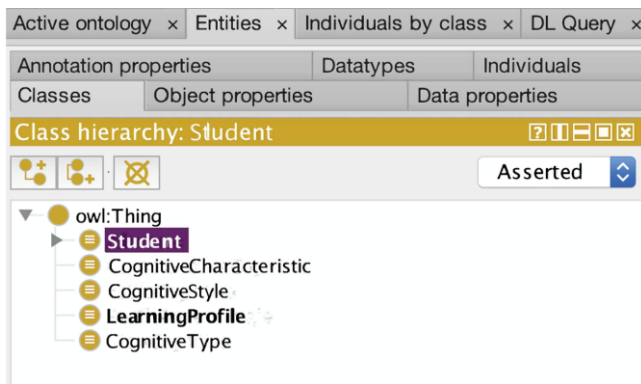 Active ontology × Entities × Individuals by class × DL Query ×
Annotation properties Datatypes Individuals
Classes Object properties Data properties
Class hierarchy: Student
Asserted
owl:Thing
Student
CognitiveCharacteristic
CognitiveStyle
LearningProfile
CognitiveType